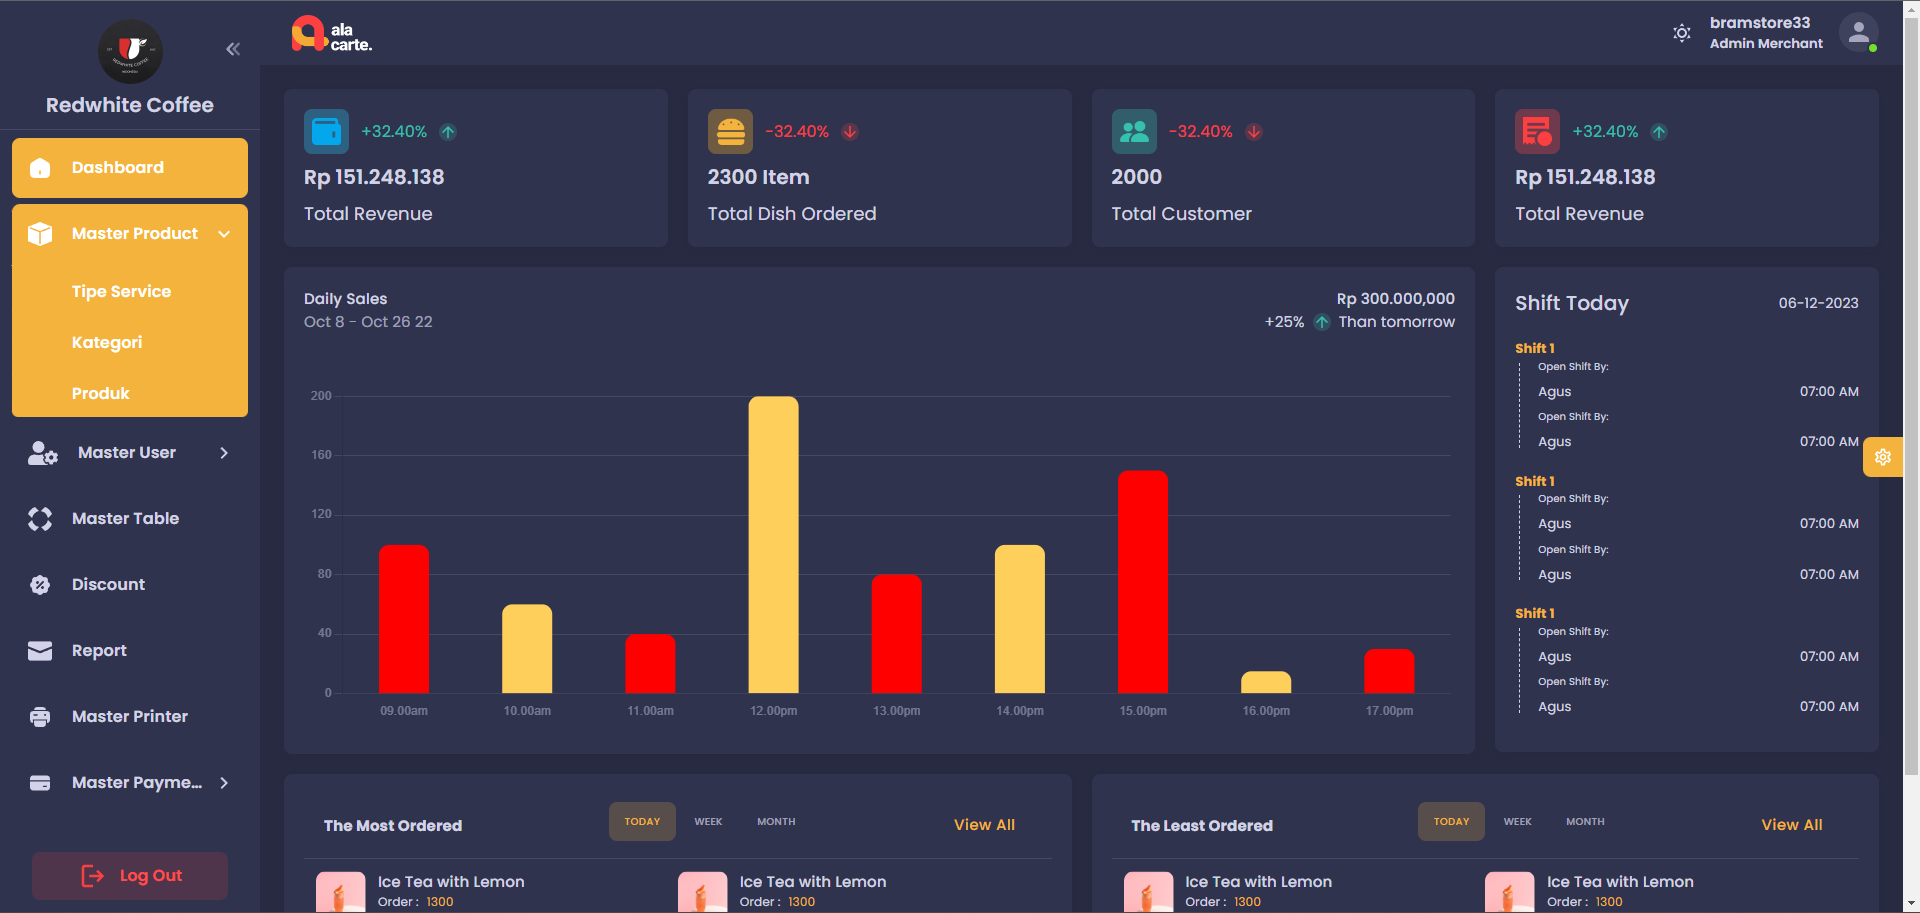 REDWHITE COFFEE
Redwhite Coffee
Dashboard
Master Product
Tipe Service
Kategori
Produk
Master User
Master Table
Discount
Report
Master Printer
Master Payme...
Log Out
ala
carte.
bramstore33
Admin Merchant
+32.40%
Rp 151.248.138
Total Revenue
-32.40%
2300 Item
Total Dish Ordered
-32.40%
2000
Total Customer
+32.40%
Rp 151.248.138
Total Revenue
Daily Sales
Oct 8 - Oct 26 22
Rp 300.000,000
+25% Than tomorrow
200
160
120
80
40
0
09.00am 10.00am 11.00am 12.00pm 13.00pm 14.00pm 15.00pm 16.00pm 17.00pm
Shift Today 06-12-2023
Shift 1
Open Shift By:
Agus 07:00 AM
Open Shift By:
Agus 07:00 AM
Shift 1
Open Shift By:
Agus 07:00 AM
Open Shift By:
Agus 07:00 AM
Shift 1
Open Shift By:
Agus 07:00 AM
Open Shift By:
Agus 07:00 AM
The Most Ordered TODAY WEEK MONTH View All
Ice Tea with Lemon
Order : 1300
Ice Tea with Lemon
Order : 1300
The Least Ordered TODAY WEEK MONTH View All
Ice Tea with Lemon
Order : 1300
Ice Tea with Lemon
Order : 1300